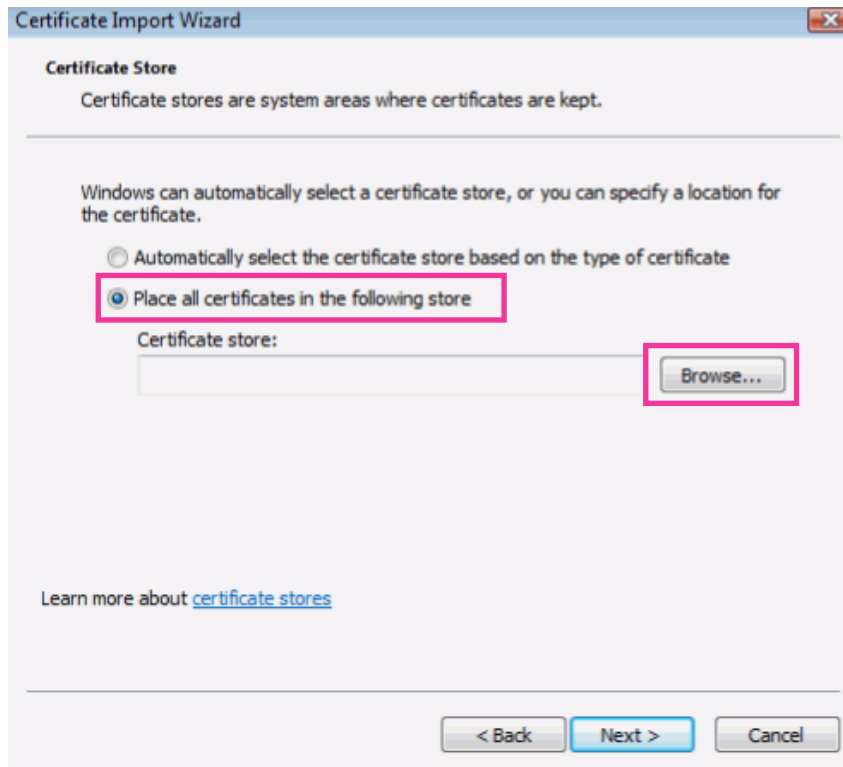 Certificate Import Wizard
Certificate Store
Certificate stores are system areas where certificates are kept.
Windows can automatically select a certificate store, or you can specify a location for
the certificate.
Automatically select the certificate store based on the type of certificate
Place all certificates in the following store
Certificate store:
Browse...
Learn more about certificate stores
< Back
Next >
Cancel